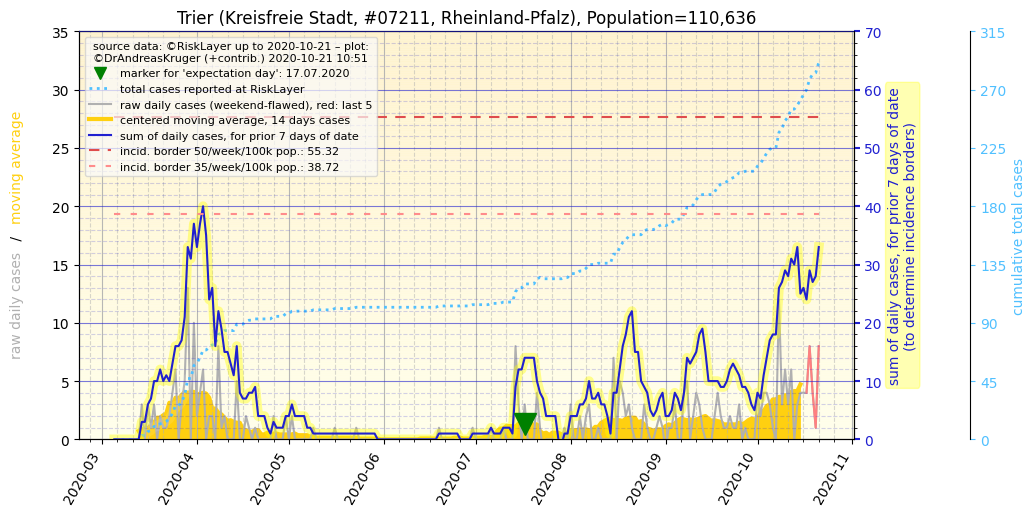 Trier (Kreisfreie Stadt, #07211, Rheinland-Pfalz), Population=110,636
source data: ©RiskLayer up to 2020-10-21 – plot:
©DrAndreasKruger (+contrib.) 2020-10-21 10:51
marker for 'expectation day': 17.07.2020
total cases reported at RiskLayer
raw daily cases (weekend-flawed), red: last 5
centered moving average, 14 days cases
sum of daily cases, for prior 7 days of date
incid. border 50/week/100k pop.: 55.32
incid. border 35/week/100k pop.: 38.72
raw daily cases / moving average
35
30
25
20
15
10
5
0
70
60
50
40
30
20
10
0
sum of daily cases, for prior 7 days of date
(to determine incidence borders)
315
270
225
180
135
90
45
0
cumulative total cases
2020-03
2020-04
2020-05
2020-06
2020-07
2020-08
2020-09
2020-10
2020-11